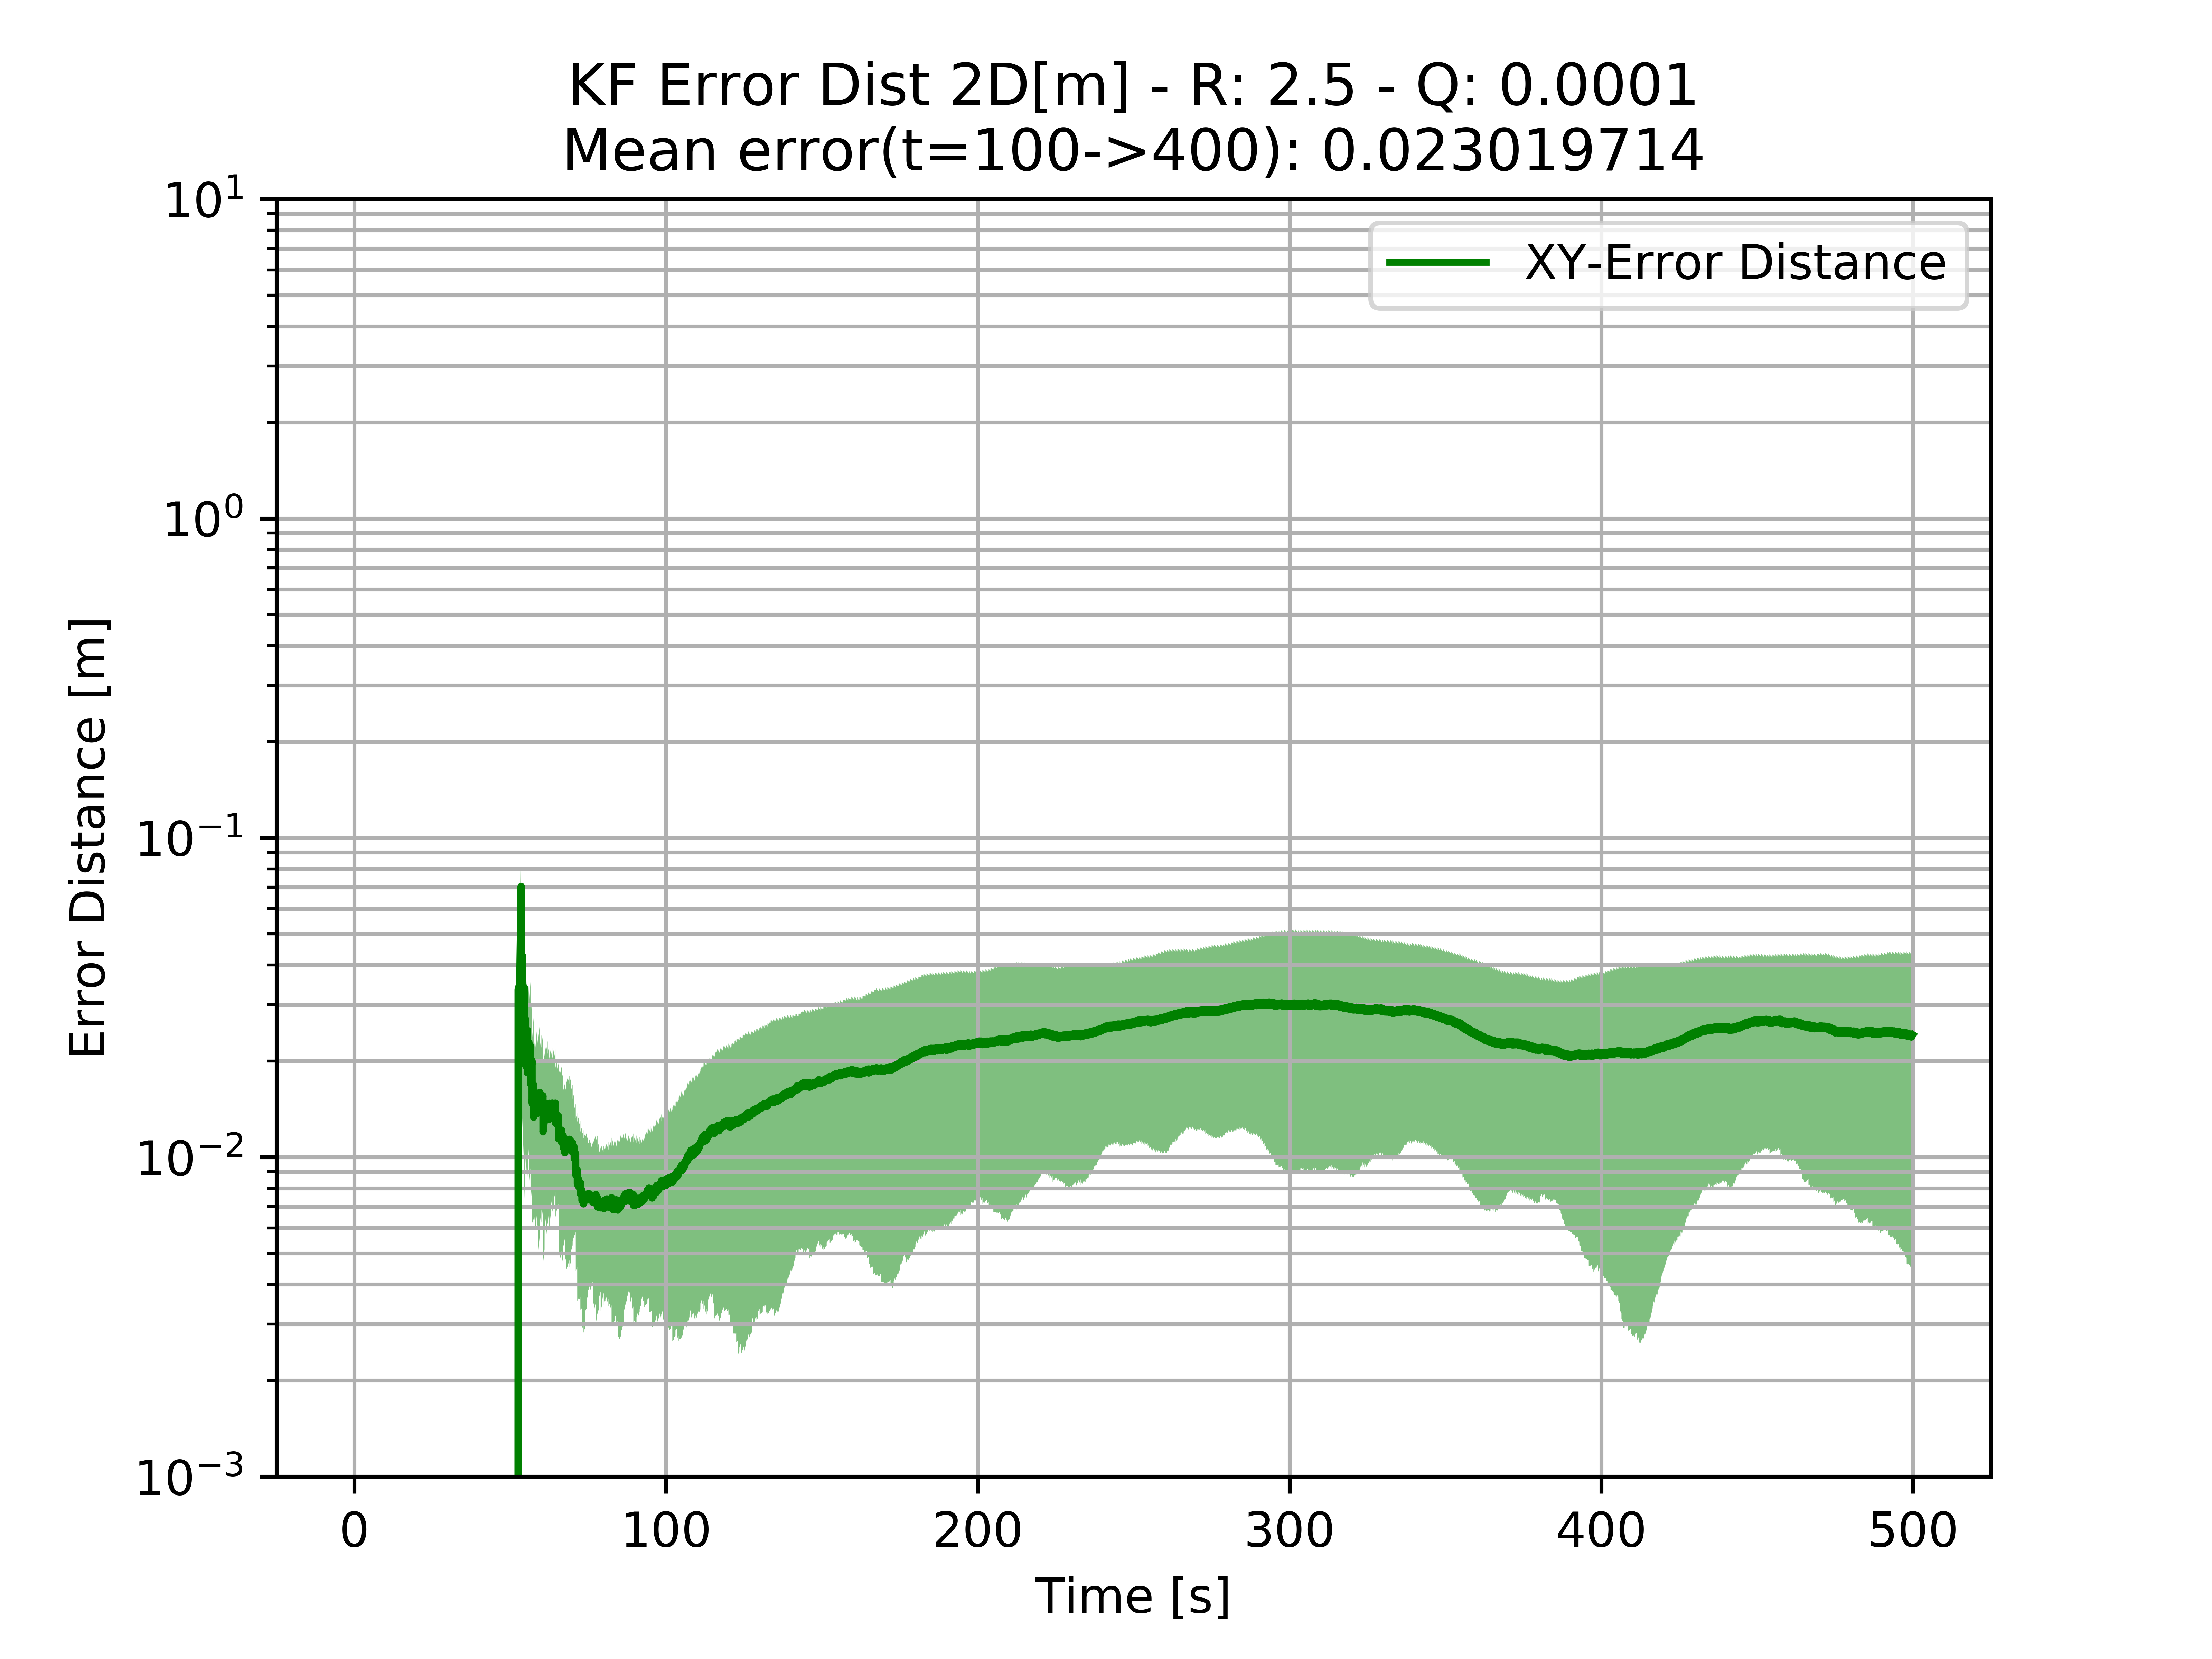 KF Error Dist 2D[m] - R: 2.5 - Q: 0.0001
Mean error(t=100->400): 0.023019714
XY-Error Distance
Error Distance [m]
10¹
10⁰
10⁻¹
10⁻²
10⁻³
0 100 200 300 400 500
Time [s]